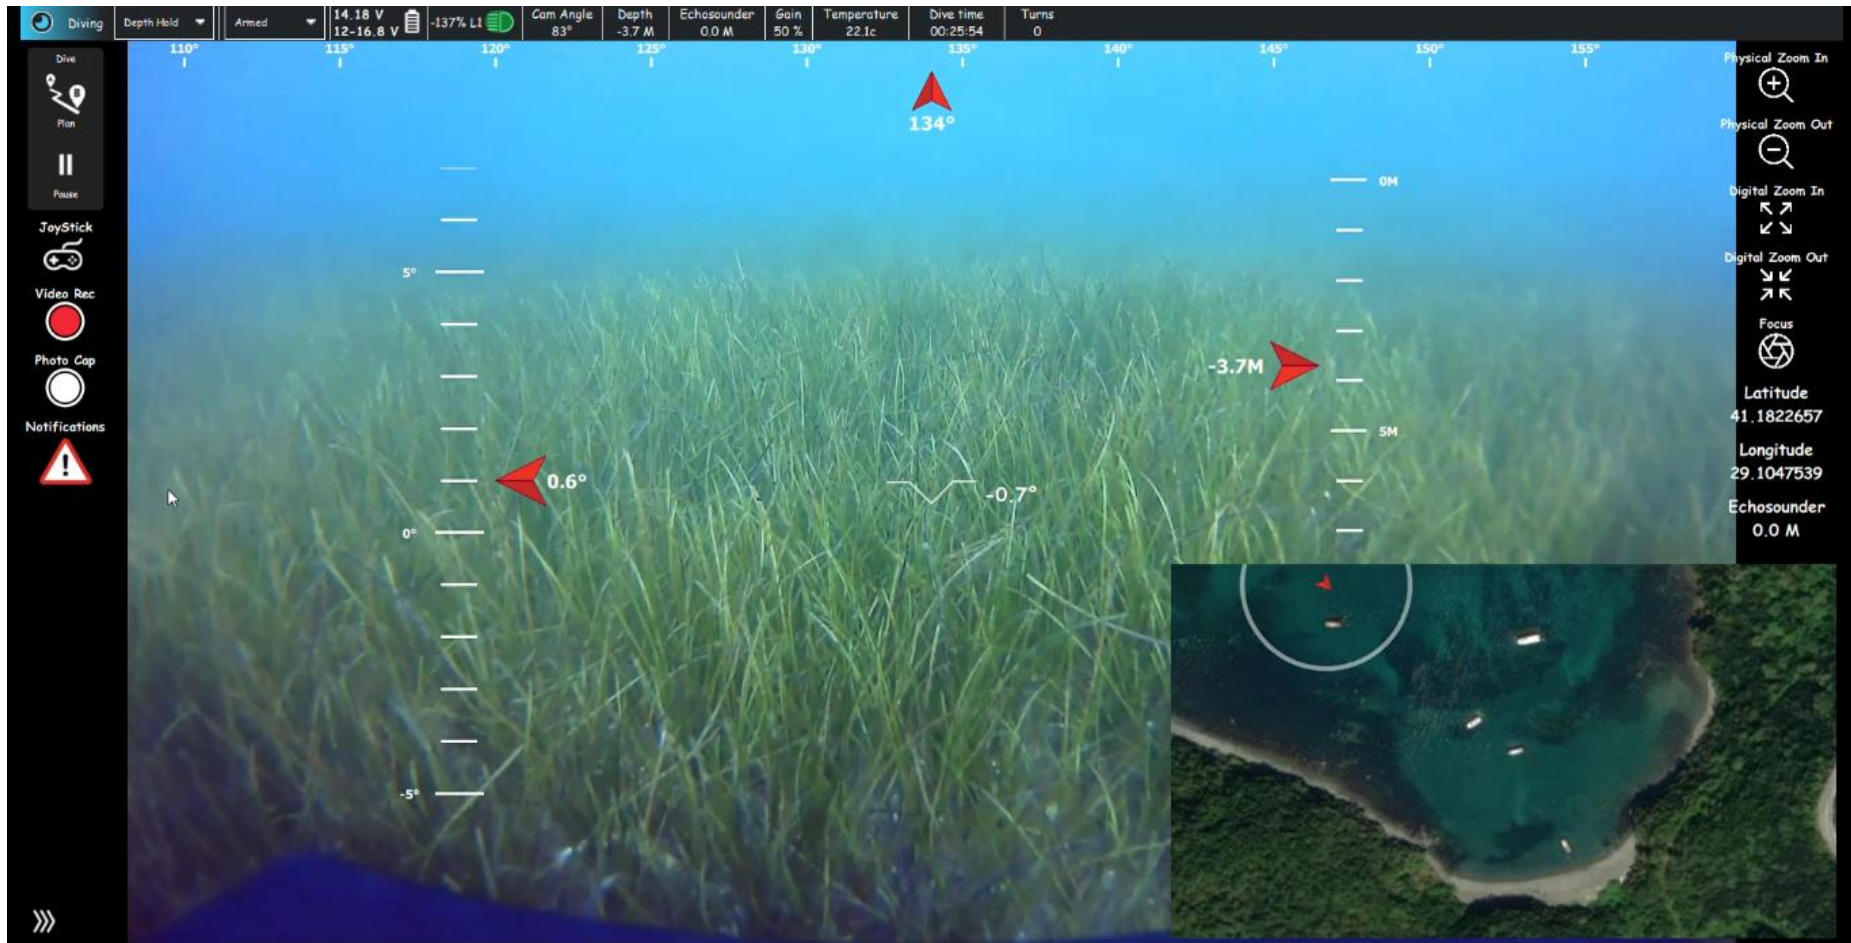 Diving
Depth Hold
Armed
14.18 V
12-16.8 V
-137% L1
Cam Angle
83°
Depth
-3.7 M
Echosounder
0.0 M
Gain
50 %
Temperature
22.1c
Dive time
00:25:54
Turns
0
110° 115° 120° 125° 130° 135° 140° 145° 150° 155°
134°
Dive
Plan
Pause
JoyStick
Video Rec
Photo Cap
Notifications
5°
0.6°
0°
-5°
-0.7°
0M
-3.7M
5M
Physical Zoom In
Physical Zoom Out
Digital Zoom In
Digital Zoom Out
Focus
Latitude
41.1822657
Longitude
29.1047539
Echosounder
0.0 M